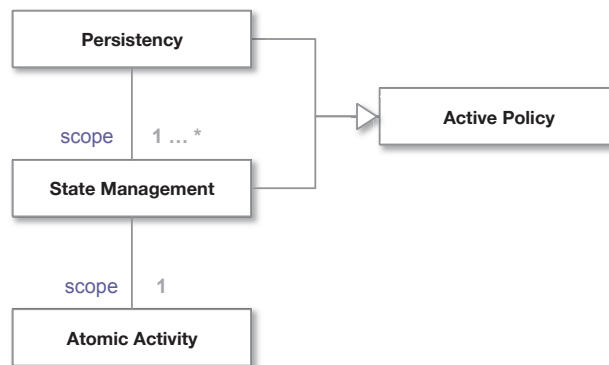 Persistency
Active Policy
scope 1 ... *
State Management
scope 1
Atomic Activity